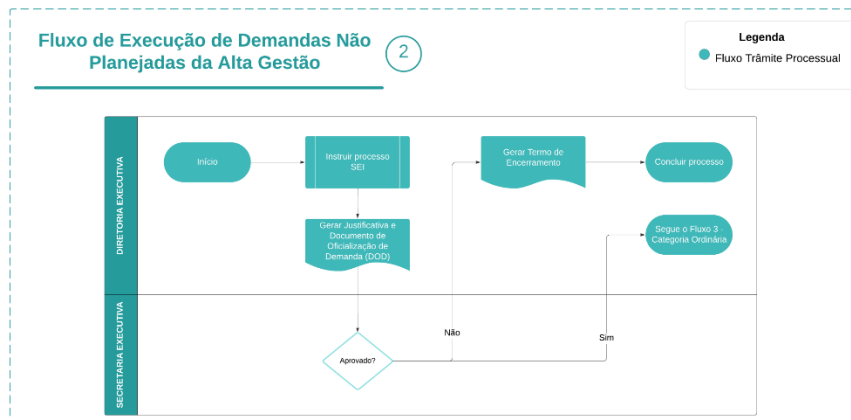 Fluxo de Execução de Demandas Não
Planejadas da Alta Gestão
2
Legenda
Fluxo Trâmite Processual
DIRETORIA EXECUTIVA
Início
Instruir processo
SEI
Gerar Termo de
Encerramento
Concluir processo
Gerar Justificativa e
Documento de
Oficialização de
Demanda (DOD)
Segue o Fluxo 3 -
Categoria Ordinária
SECRETARIA EXECUTIVA
Aprovado?
Não
Sim